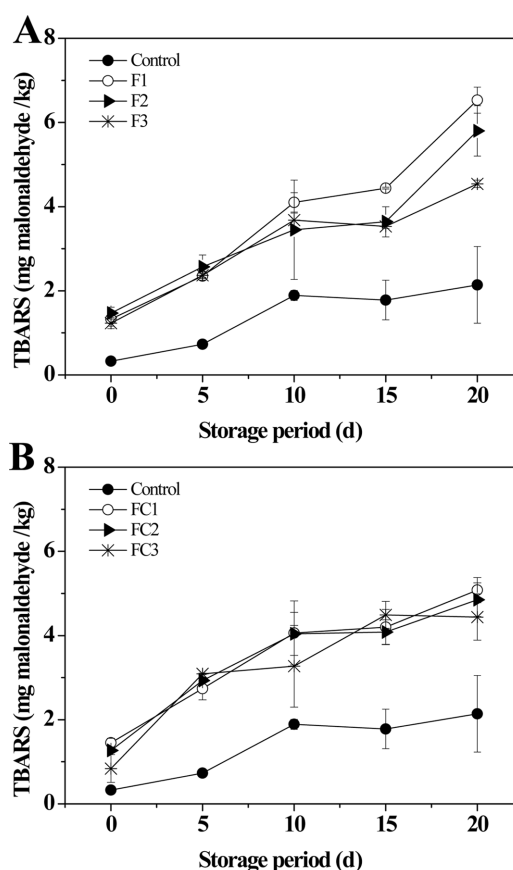 A
Control
F1
F2
F3
8
6
4
2
0
TBARS (mg malonaldehyde /kg)
0 5 10 15 20
Storage period (d)
B
Control
FC1
FC2
FC3
8
6
4
2
0
TBARS (mg malonaldehyde /kg)
0 5 10 15 20
Storage period (d)